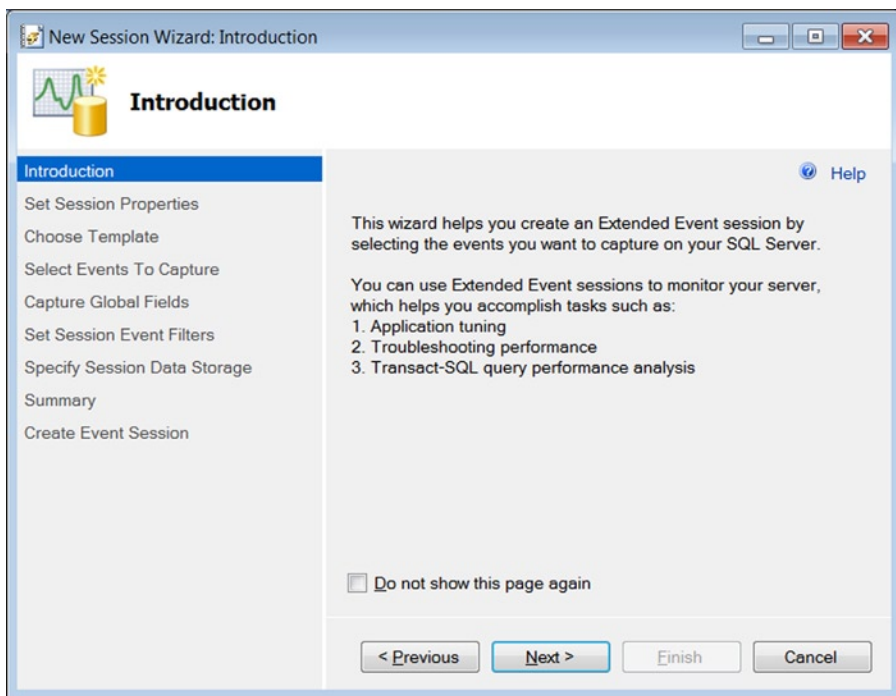 New Session Wizard: Introduction
Introduction
Introduction
Set Session Properties
Choose Template
Select Events To Capture
Capture Global Fields
Set Session Event Filters
Specify Session Data Storage
Summary
Create Event Session
Help
This wizard helps you create an Extended Event session by
selecting the events you want to capture on your SQL Server.
You can use Extended Event sessions to monitor your server,
which helps you accomplish tasks such as:
1. Application tuning
2. Troubleshooting performance
3. Transact-SQL query performance analysis
Do not show this page again
< Previous
Next >
Finish
Cancel